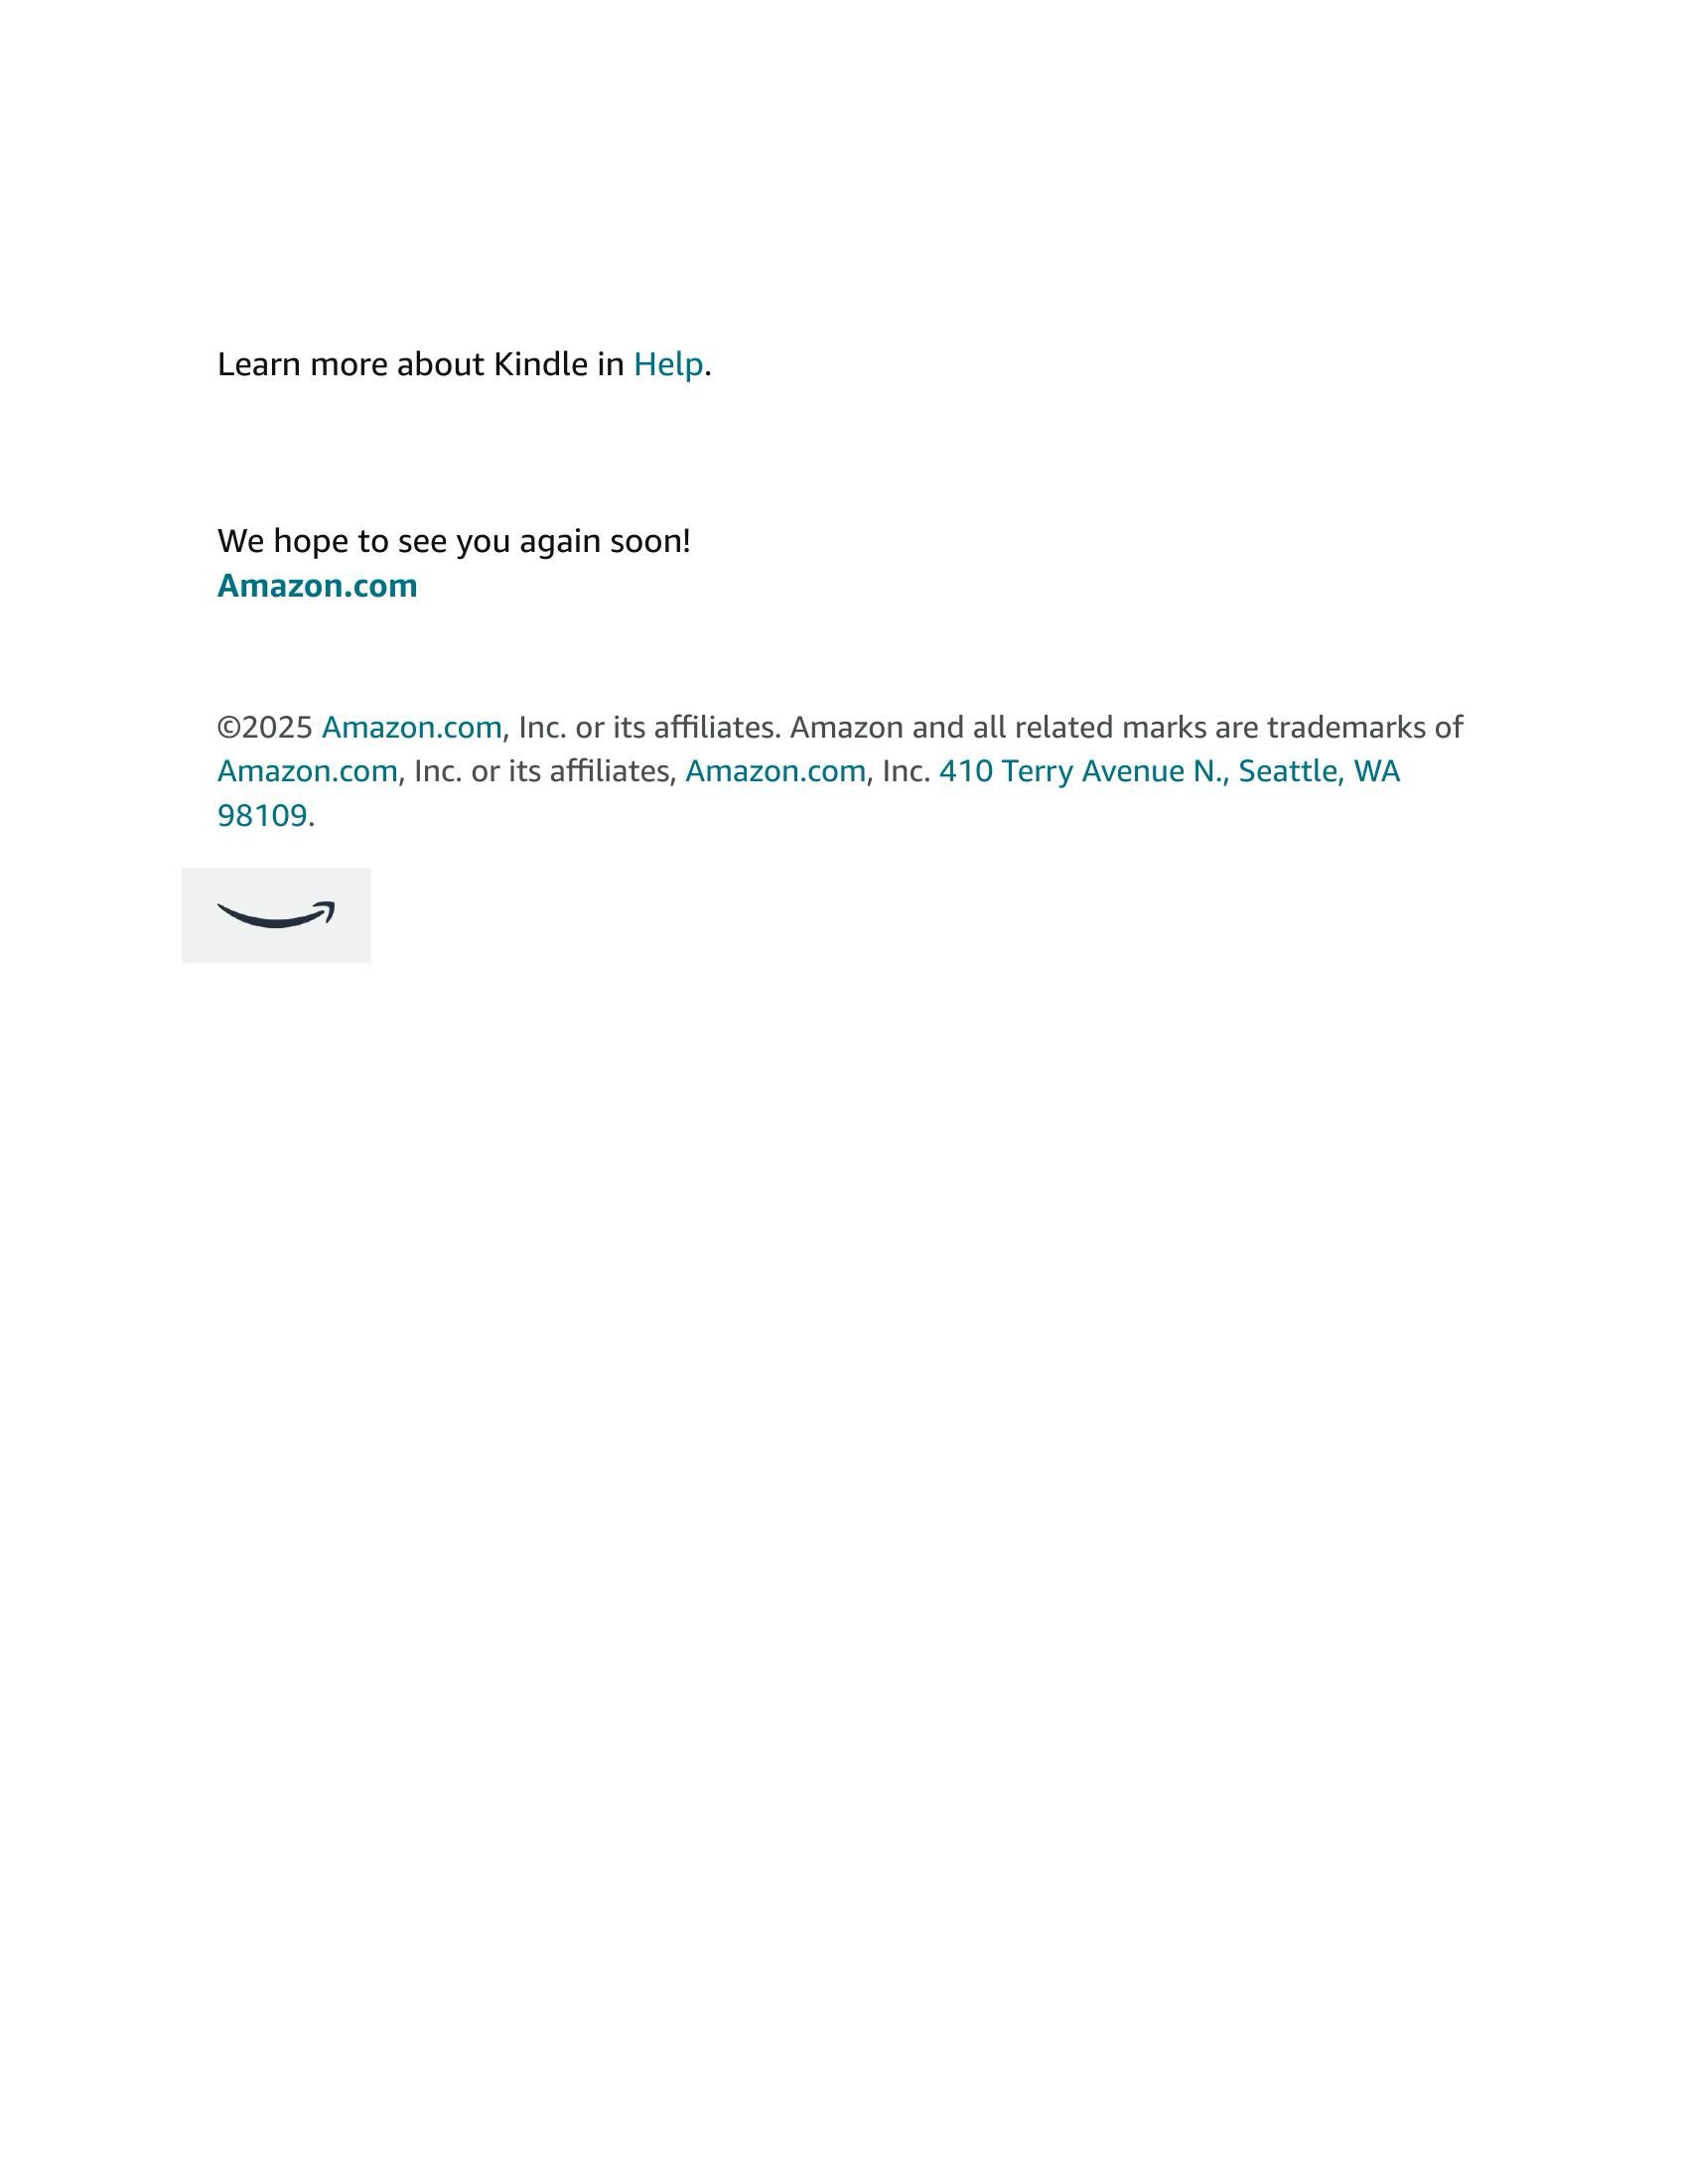 Learn more about Kindle in Help.
We hope to see you again soon!
Amazon.com
©2025 Amazon.com, Inc. or its affiliates. Amazon and all related marks are trademarks of
Amazon.com, Inc. or its affiliates, Amazon.com, Inc. 410 Terry Avenue N., Seattle, WA
98109.